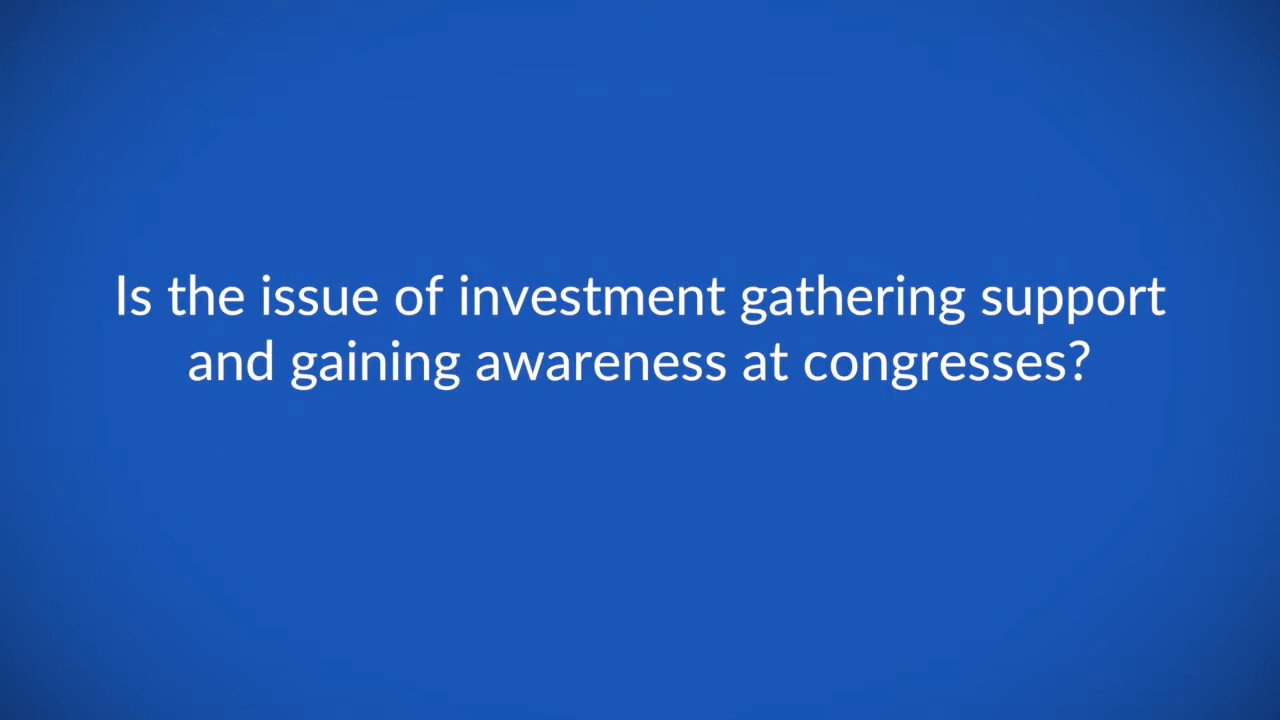 Is the issue of investment gathering support
and gaining awareness at congresses?